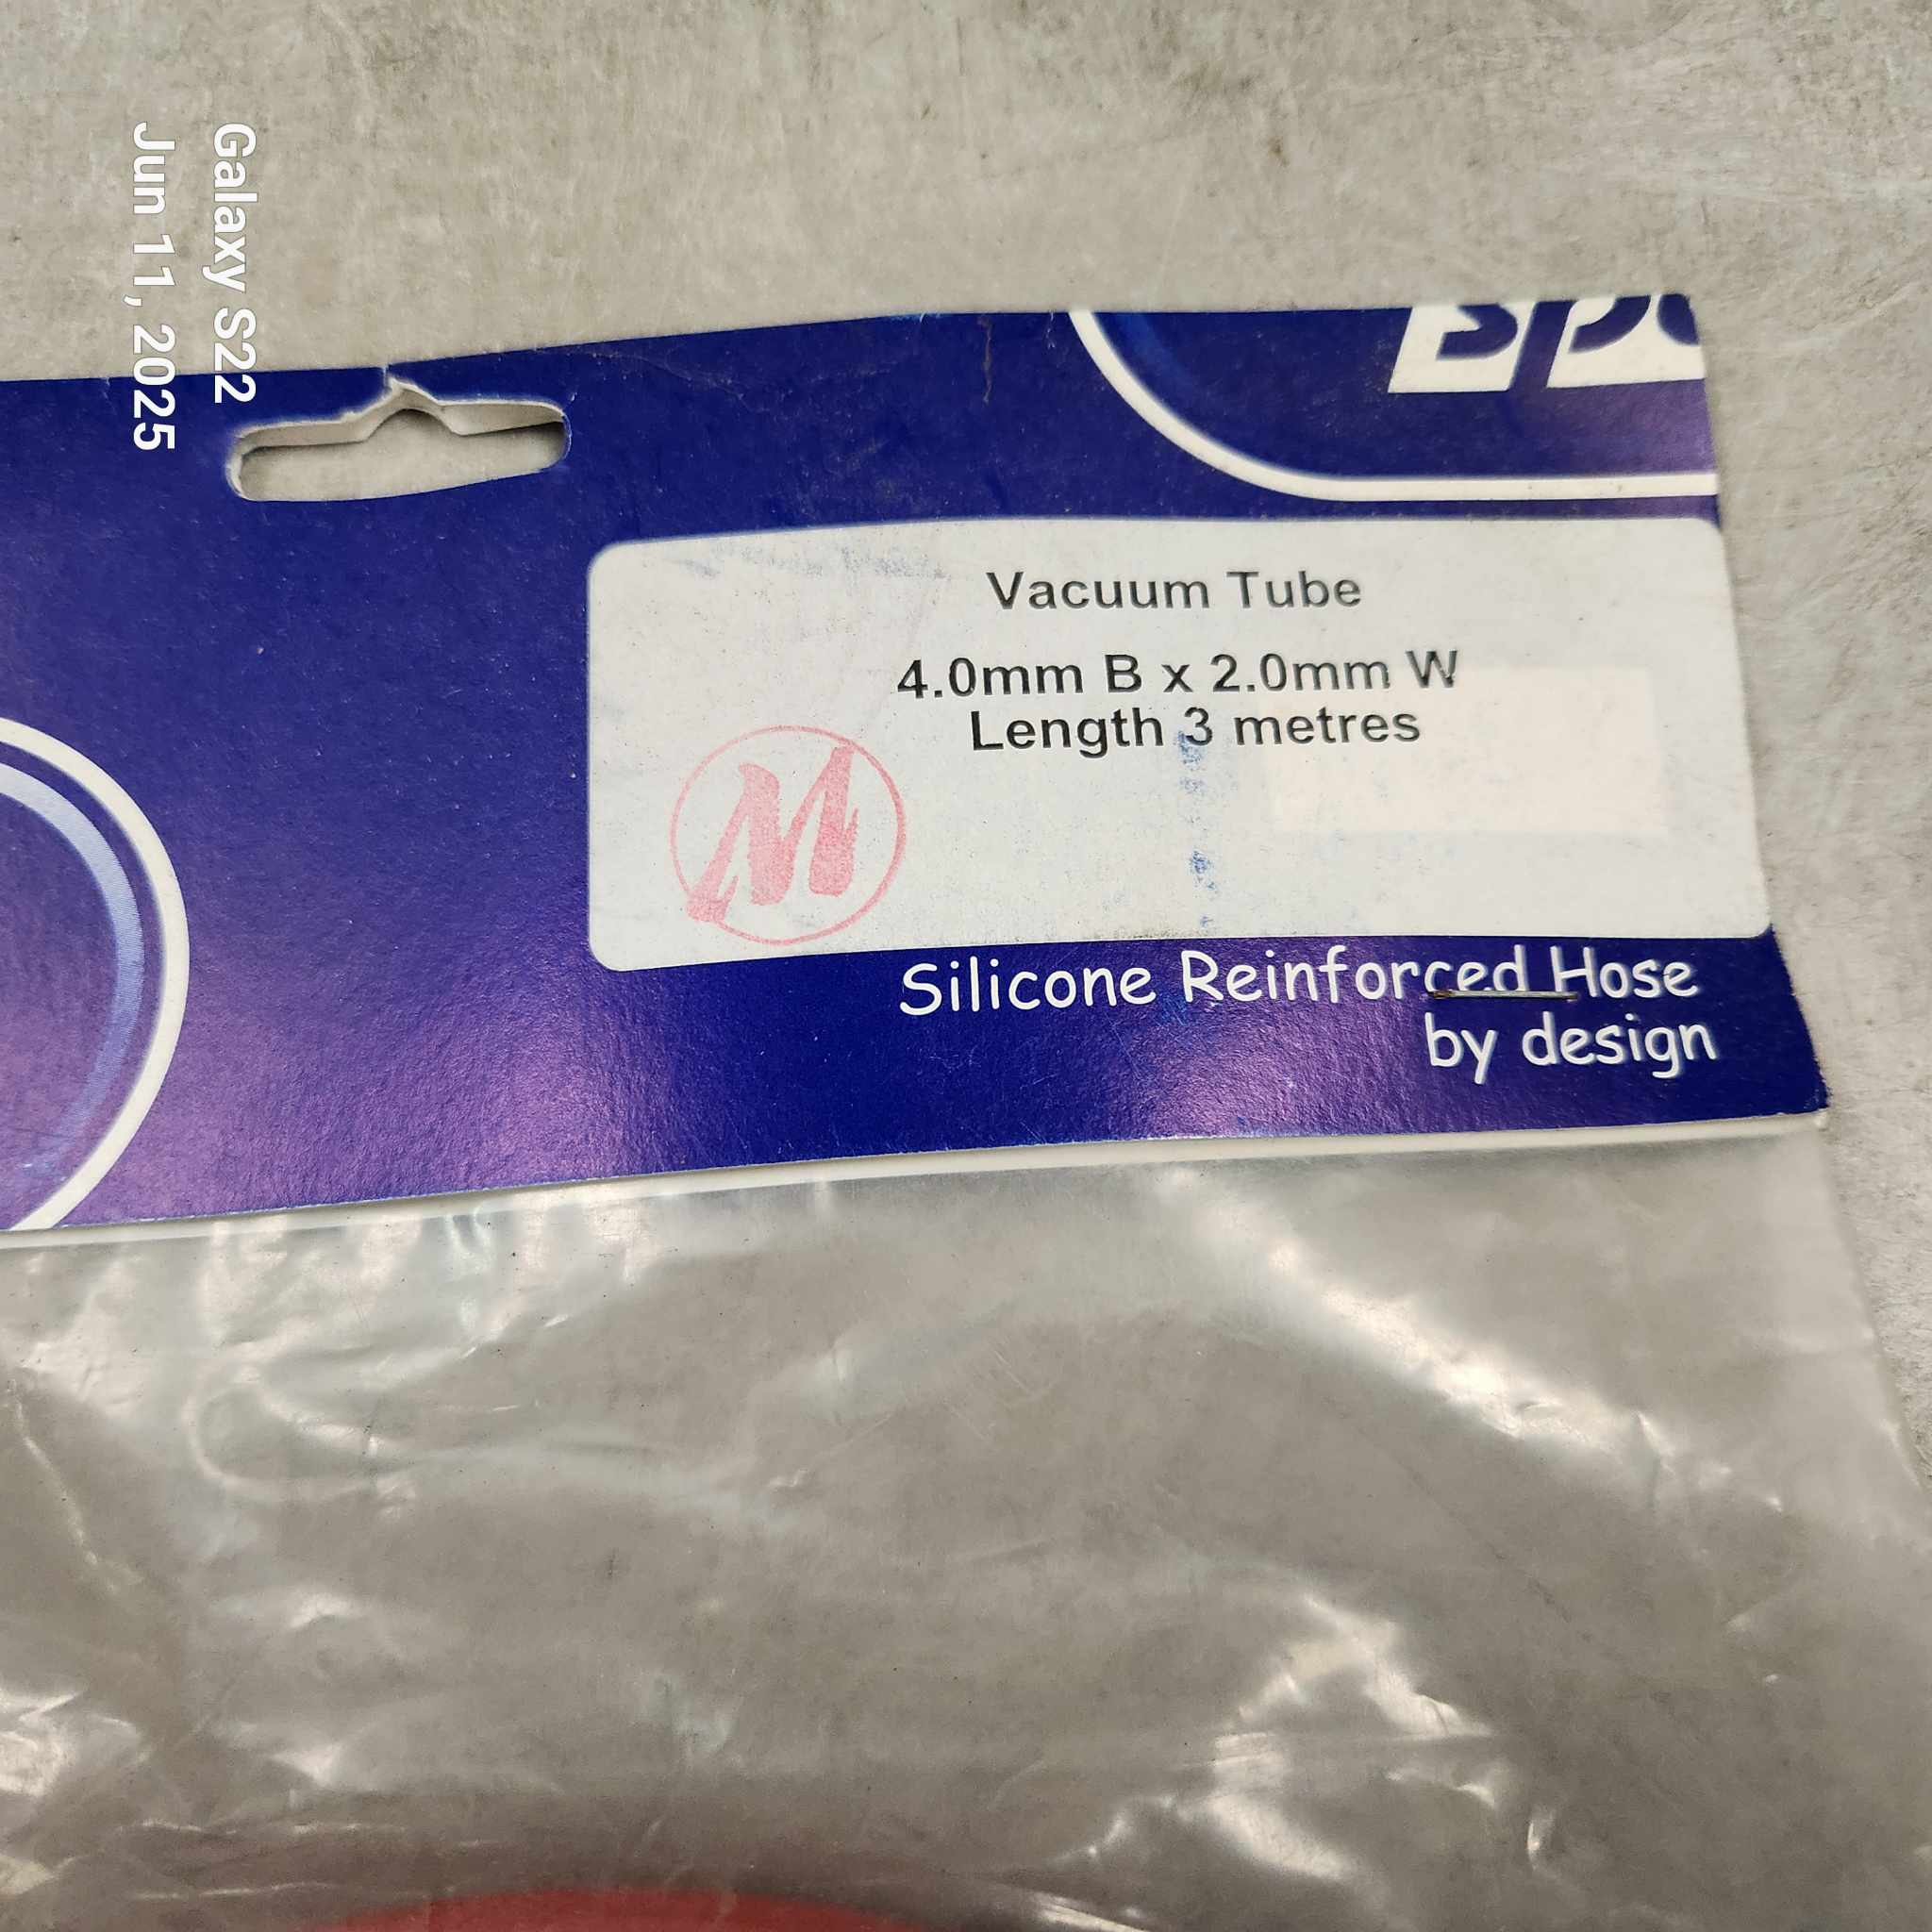 Galaxy S22
Jun 11, 2025
Vacuum Tube
4.0mm B x 2.0mm W
Length 3 metres
M
Silicone Reinforced Hose
by design